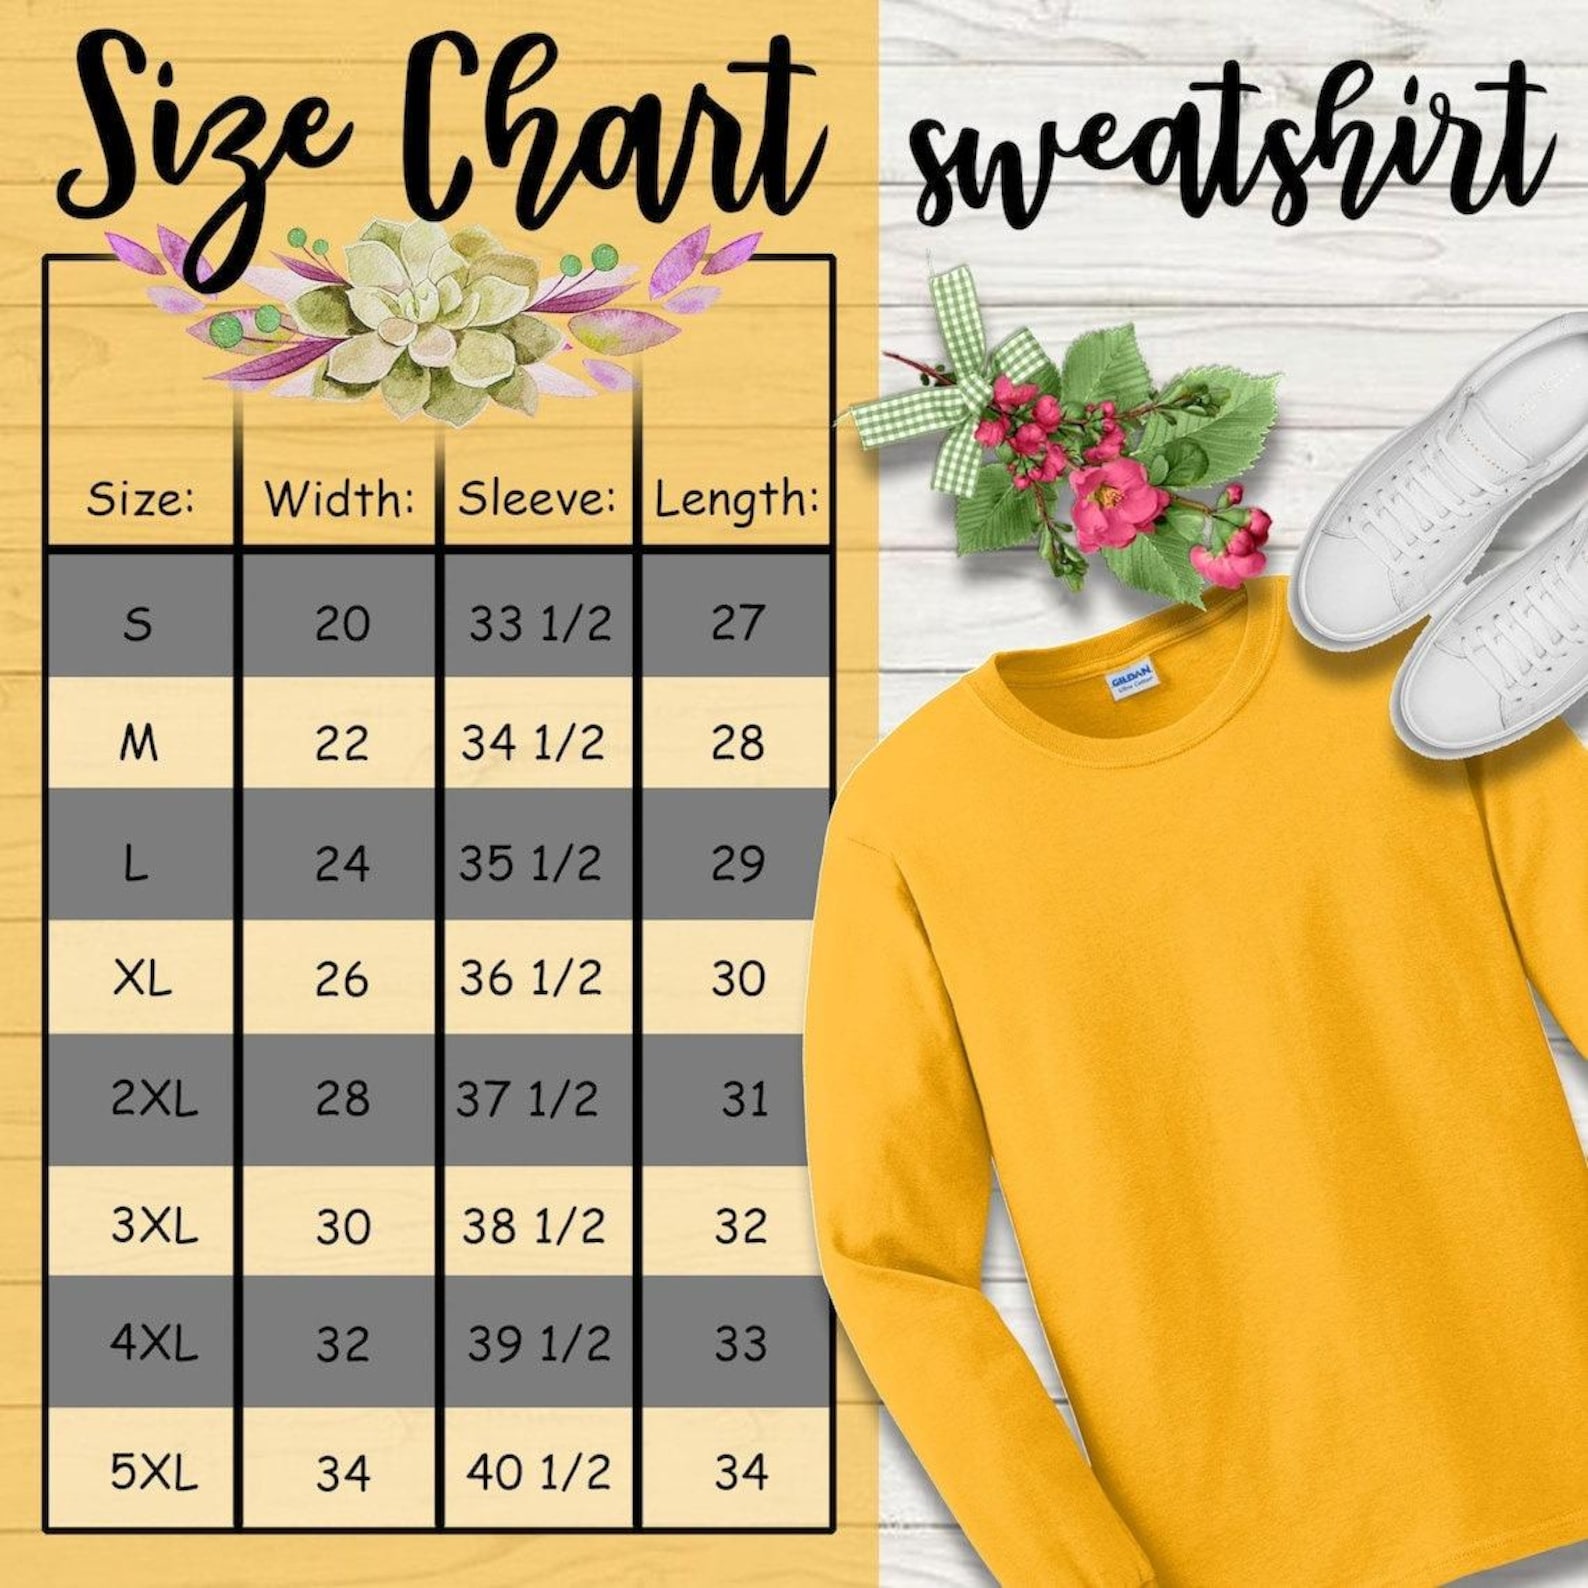 Size Chart
sweatshirt
Size: Width: Sleeve: Length:
S 20 33 1/2 27
M 22 34 1/2 28
L 24 35 1/2 29
XL 26 36 1/2 30
2XL 28 37 1/2 31
3XL 30 38 1/2 32
4XL 32 39 1/2 33
5XL 34 40 1/2 34
GILDAN
Ultra Cotton